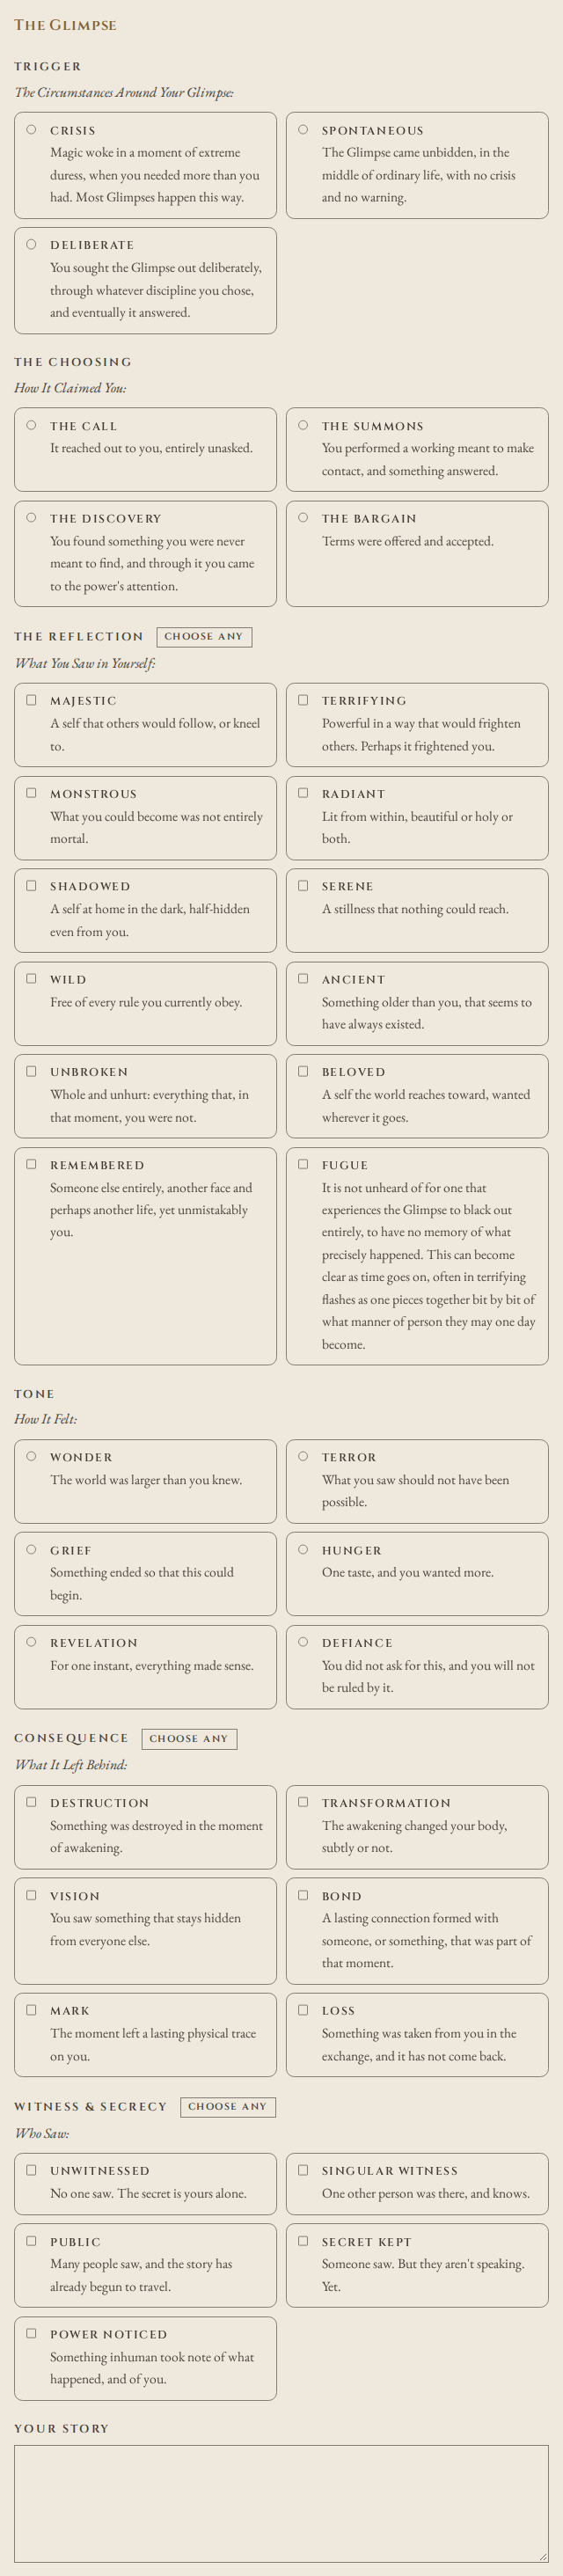 The Glimpse
TRIGGER
The Circumstances Around Your Glimpse:
CRISIS
Magic woke in a moment of extreme
duress, when you needed more than you
had. Most Glimpses happen this way.
SPONTANEOUS
The Glimpse came unbidden, in the
middle of ordinary life, with no crisis
and no warning.
DELIBERATE
You sought the Glimpse out deliberately,
through whatever discipline you chose,
and eventually it answered.
THE CHOOSING
How It Claimed You:
THE CALL
It reached out to you, entirely unasked.
THE SUMMONS
You performed a working meant to make
contact, and something answered.
THE DISCOVERY
You found something you were never
meant to find, and through it you came
to the power's attention.
THE BARGAIN
Terms were offered and accepted.
THE REFLECTION CHOOSE ANY
What You Saw in Yourself:
MAJESTIC
A self that others would follow, or kneel
to.
TERRIFYING
Powerful in a way that would frighten
others. Perhaps it frightened you.
MONSTROUS
What you could become was not entirely
mortal.
RADIANT
Lit from within, beautiful or holy or
both.
SHADOWED
A self at home in the dark, half-hidden
even from you.
SERENE
A stillness that nothing could reach.
WILD
Free of every rule you currently obey.
ANCIENT
Something older than you, that seems to
have always existed.
UNBROKEN
Whole and unhurt: everything that, in
that moment, you were not.
BELOVED
A self the world reaches toward, wanted
wherever it goes.
REMEMBERED
Someone else entirely, another face and
perhaps another life, yet unmistakably
you.
FUGUE
It is not unheard of for one that
experiences the Glimpse to black out
entirely, to have no memory of what
precisely happened. This can become
clear as time goes on, often in terrifying
flashes as one pieces together bit by bit of
what manner of person they may one day
become.
TONE
How It Felt:
WONDER
The world was larger than you knew.
TERROR
What you saw should not have been
possible.
GRIEF
Something ended so that this could
begin.
HUNGER
One taste, and you wanted more.
REVELATION
For one instant, everything made sense.
DEFIANCE
You did not ask for this, and you will not
be ruled by it.
CONSEQUENCE CHOOSE ANY
What It Left Behind:
DESTRUCTION
Something was destroyed in the moment
of awakening.
TRANSFORMATION
The awakening changed your body,
subtly or not.
VISION
You saw something that stays hidden
from everyone else.
BOND
A lasting connection formed with
someone, or something, that was part of
that moment.
MARK
The moment left a lasting physical trace
on you.
LOSS
Something was taken from you in the
exchange, and it has not come back.
WITNESS & SECRECY CHOOSE ANY
Who Saw:
UNWITNESSED
No one saw. The secret is yours alone.
SINGULAR WITNESS
One other person was there, and knows.
PUBLIC
Many people saw, and the story has
already begun to travel.
SECRET KEPT
Someone saw. But they aren't speaking.
Yet.
POWER NOTICED
Something inhuman took note of what
happened, and of you.
YOUR STORY